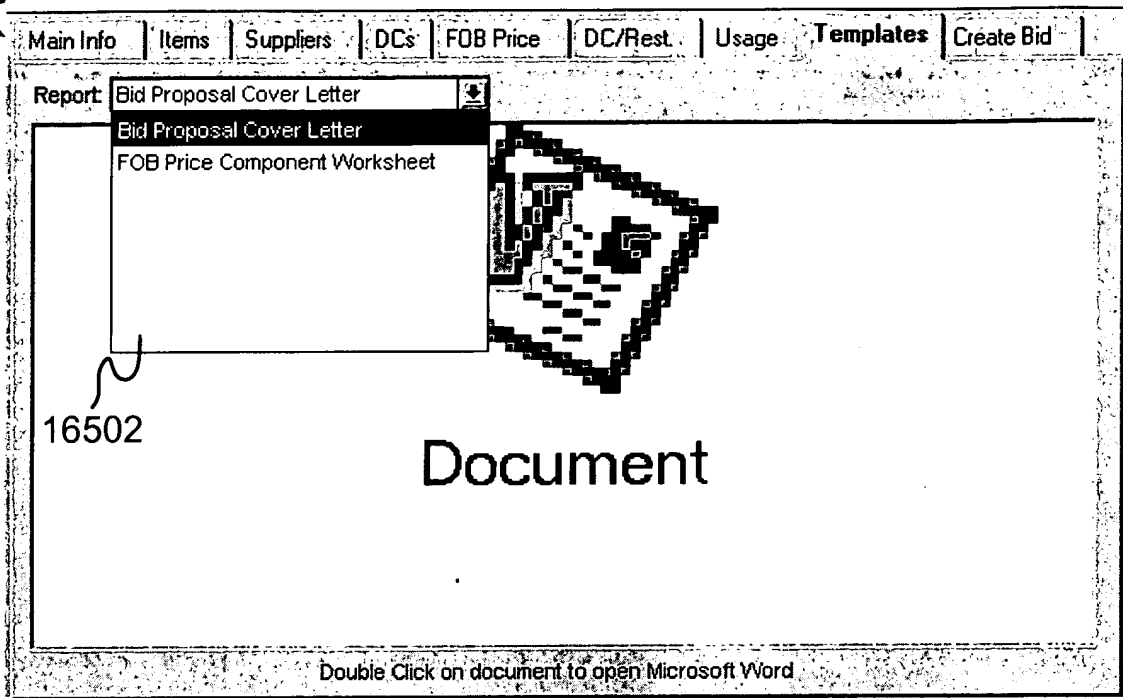 Main Info Items Suppliers DCs FOB Price DC/Rest. Usage Templates Create Bid
Report: Bid Proposal Cover Letter
Bid Proposal Cover Letter
FOB Price Component Worksheet
16502
Document
Double Click on document to open Microsoft Word